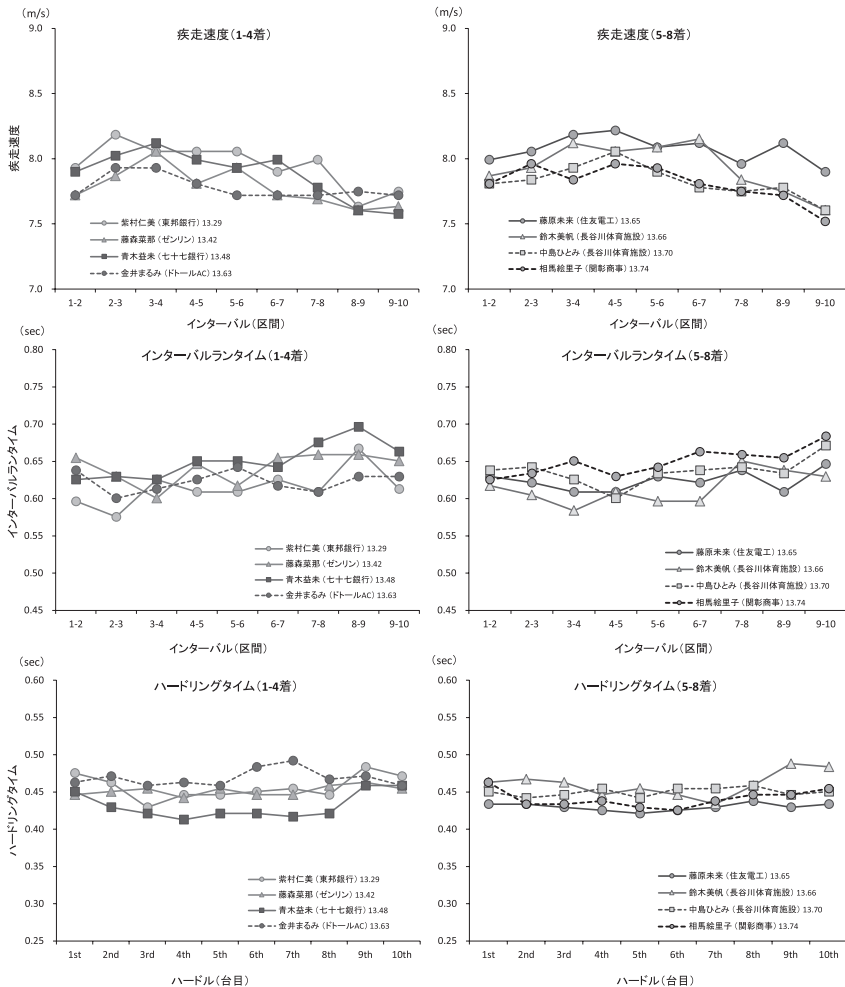 (m/s)
疾走速度(1-4着)
9.0
8.5
8.0
7.5
7.0
疾走速度
紫村仁美(東邦銀行)13.29
藤森菜那(ゼンリン)13.42
青木益未(七十七銀行)13.48
金井まるみ(ドトールAC)13.63
1-2 2-3 3-4 4-5 5-6 6-7 7-8 8-9 9-10
インターバル(区間)
(m/s)
疾走速度(5-8着)
9.0
8.5
8.0
7.5
7.0
藤原未来(住友電工)13.65
鈴木美帆(長谷川体育施設)13.66
中島ひとみ(長谷川体育施設)13.70
相馬絵里子(関彰商事)13.74
1-2 2-3 3-4 4-5 5-6 6-7 7-8 8-9 9-10
インターバル(区間)
(sec)
インターバルランタイム(1-4着)
0.80
0.75
0.70
0.65
0.60
0.55
0.50
0.45
インターバルランタイム
紫村仁美(東邦銀行)13.29
藤森菜那(ゼンリン)13.42
青木益未(七十七銀行)13.48
金井まるみ(ドトールAC)13.63
1-2 2-3 3-4 4-5 5-6 6-7 7-8 8-9 9-10
インターバル(区間)
(sec)
インターバルランタイム(5-8着)
0.80
0.75
0.70
0.65
0.60
0.55
0.50
0.45
藤原未来(住友電工)13.65
鈴木美帆(長谷川体育施設)13.66
中島ひとみ(長谷川体育施設)13.70
相馬絵里子(関彰商事)13.74
1-2 2-3 3-4 4-5 5-6 6-7 7-8 8-9 9-10
インターバル(区間)
(sec)
ハードリングタイム(1-4着)
0.60
0.55
0.50
0.45
0.40
0.35
0.30
0.25
ハードリングタイム
紫村仁美(東邦銀行)13.29
藤森菜那(ゼンリン)13.42
青木益未(七十七銀行)13.48
金井まるみ(ドトールAC)13.63
1st 2nd 3rd 4th 5th 6th 7th 8th 9th 10th
ハードル(台目)
(sec)
ハードリングタイム(5-8着)
0.60
0.55
0.50
0.45
0.40
0.35
0.30
0.25
藤原未来(住友電工)13.65
鈴木美帆(長谷川体育施設)13.66
中島ひとみ(長谷川体育施設)13.70
相馬絵里子(関彰商事)13.74
1st 2nd 3rd 4th 5th 6th 7th 8th 9th 10th
ハードル(台目)